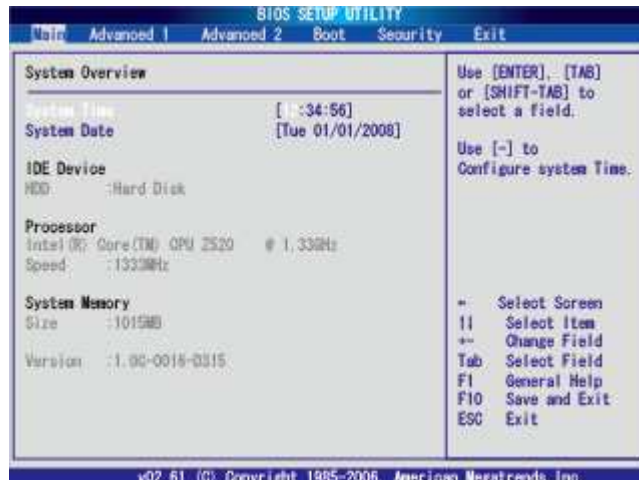 BIOS SETUP UTILITY
Main Advanced 1 Advanced 2 Boot Security Exit
System Overview
System Time [ :34:56]
System Date [Tue 01/01/2008]
IDE Device
HDD :Hard Disk
Processor
Intel(R) Core(TM) CPU Z520 @ 1.33GHz
Speed :1333MHz
System Memory
Size :1015MB
Version :1.00-0016-0315
Use [ENTER], [TAB]
or [SHIFT-TAB] to
select a field.
Use [-] to
Configure system Time.
← Select Screen
↑↓ Select Item
+- Change Field
Tab Select Field
F1 General Help
F10 Save and Exit
ESC Exit
v02.61 (C) Copyright 1985-2006, American Megatrends Inc